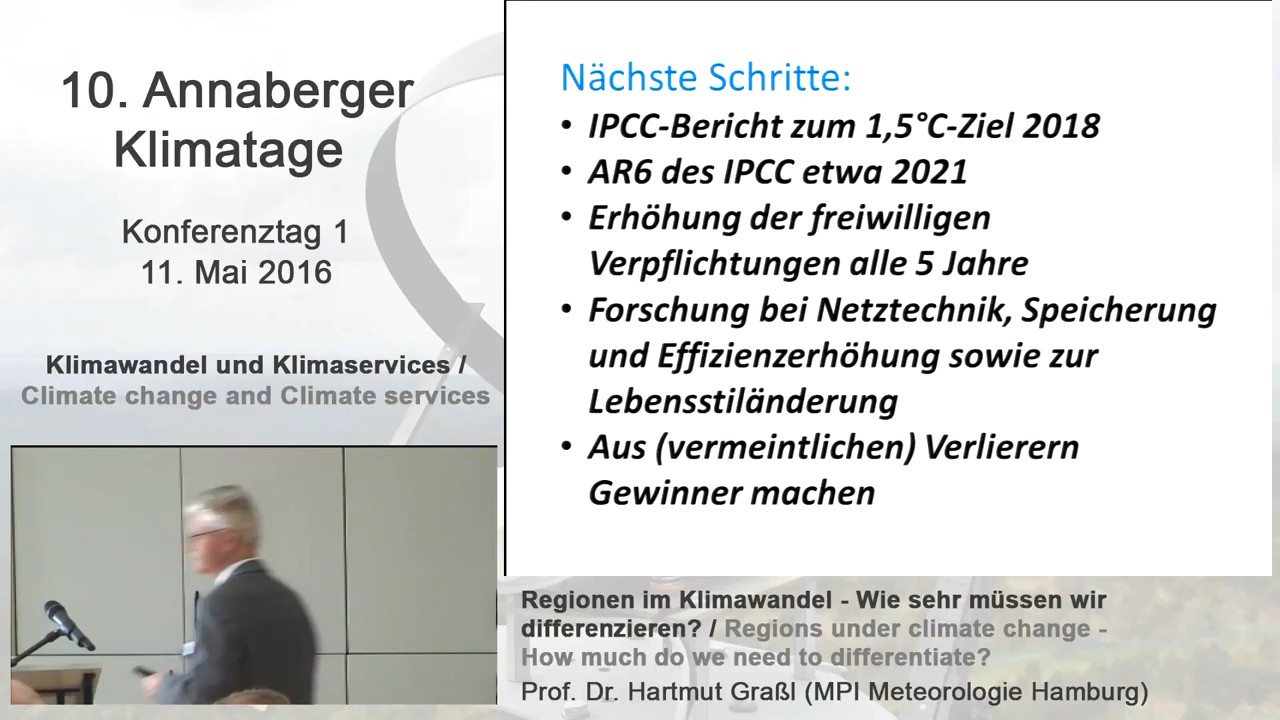 10. Annaberger
Klimatage
Konferenztag 1
11. Mai 2016
Klimawandel und Klimaservices /
Climate change and Climate services
Nächste Schritte:
• IPCC-Bericht zum 1,5°C-Ziel 2018
• AR6 des IPCC etwa 2021
• Erhöhung der freiwilligen
Verpflichtungen alle 5 Jahre
• Forschung bei Netztechnik, Speicherung
und Effizienzerhöhung sowie zur
Lebensstiländerung
• Aus (vermeintlichen) Verlierern
Gewinner machen
Regionen im Klimawandel - Wie sehr müssen wir
differenzieren? / Regions under climate change -
How much do we need to differentiate?
Prof. Dr. Hartmut Graßl (MPI Meteorologie Hamburg)